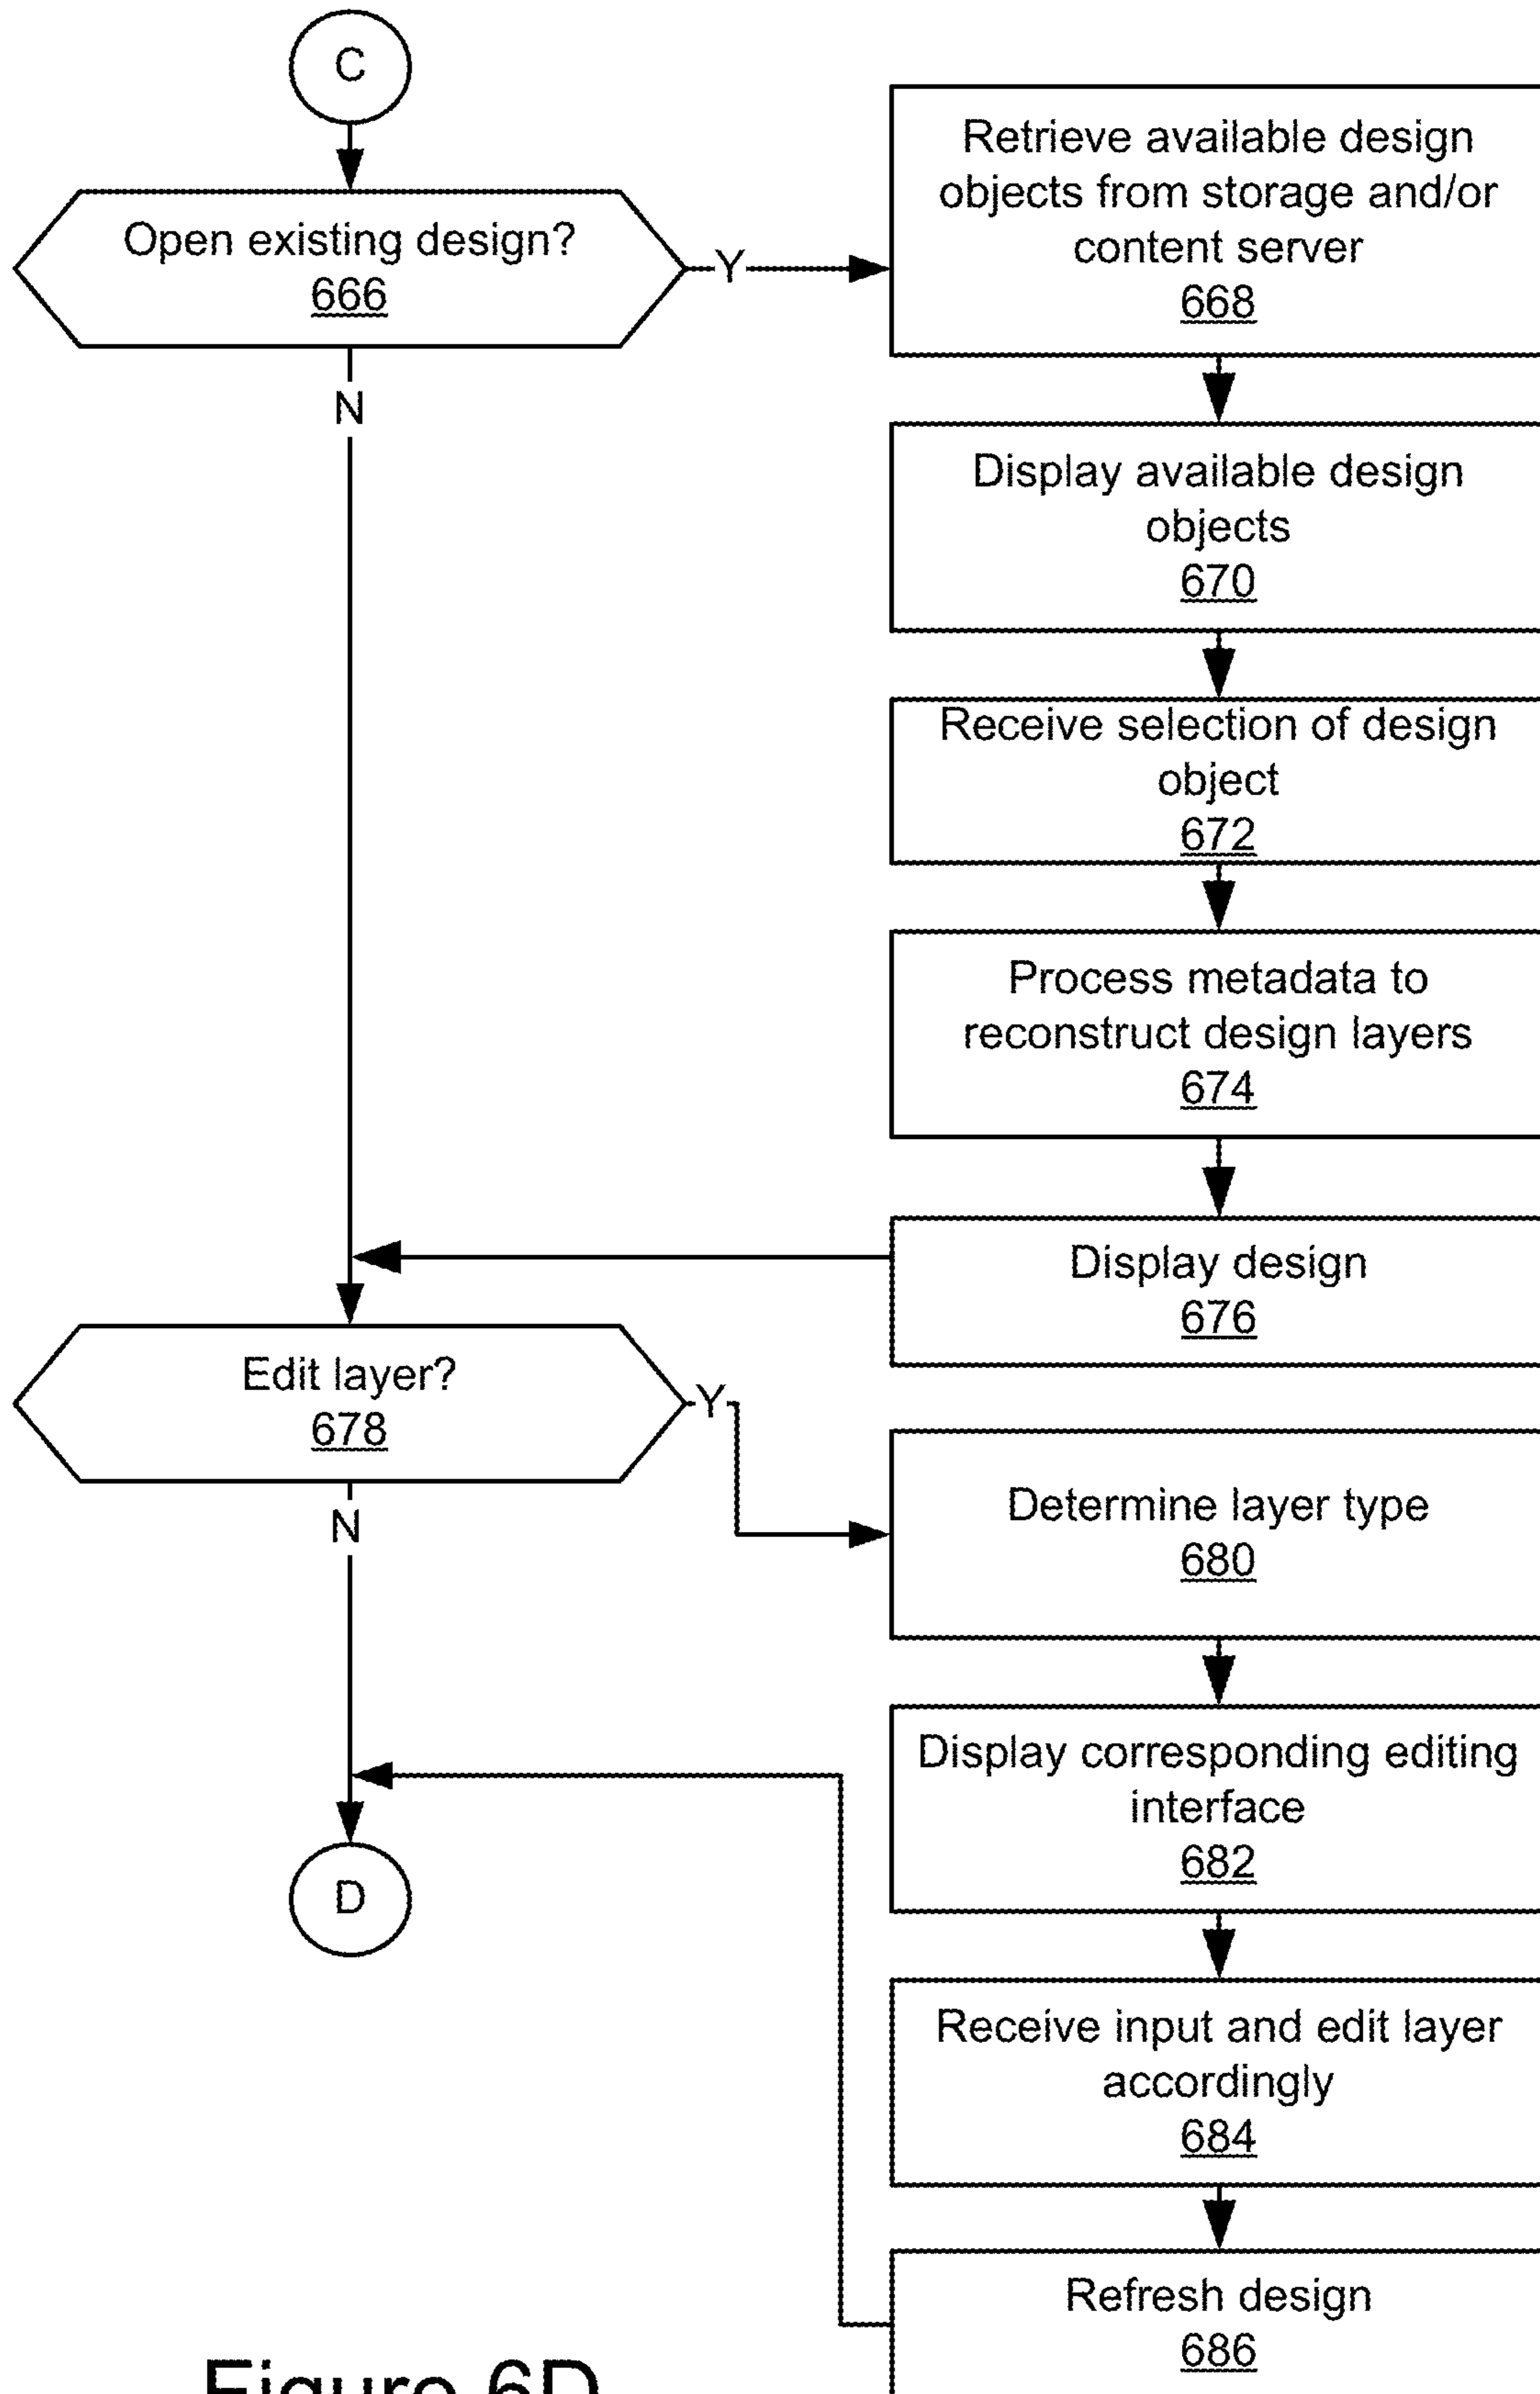 C
Open existing design?
666
Y
N
Retrieve available design
objects from storage and/or
content server
668
Display available design
objects
670
Receive selection of design
object
672
Process metadata to
reconstruct design layers
674
Display design
676
Edit layer?
678
Y
N
Determine layer type
680
Display corresponding editing
interface
682
Receive input and edit layer
accordingly
684
Refresh design
686
D
Figure 6D